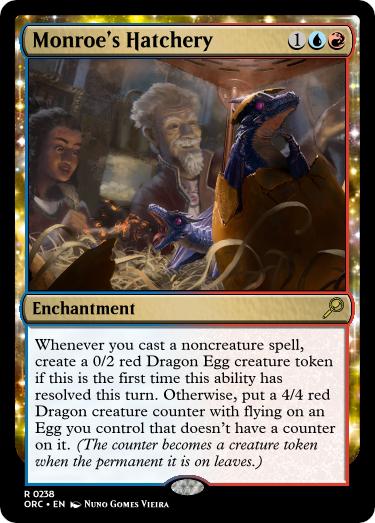 Monroe's Hatchery 1
Enchantment
Whenever you cast a noncreature spell,
create a 0/2 red Dragon Egg creature token
if this is the first time this ability has
resolved this turn. Otherwise, put a 4/4 red
Dragon creature counter with flying on an
Egg you control that doesn't have a counter
on it. (The counter becomes a creature token
when the permanent it is on leaves.)
R 0238
ORC • EN Nuno Gomes Vieira